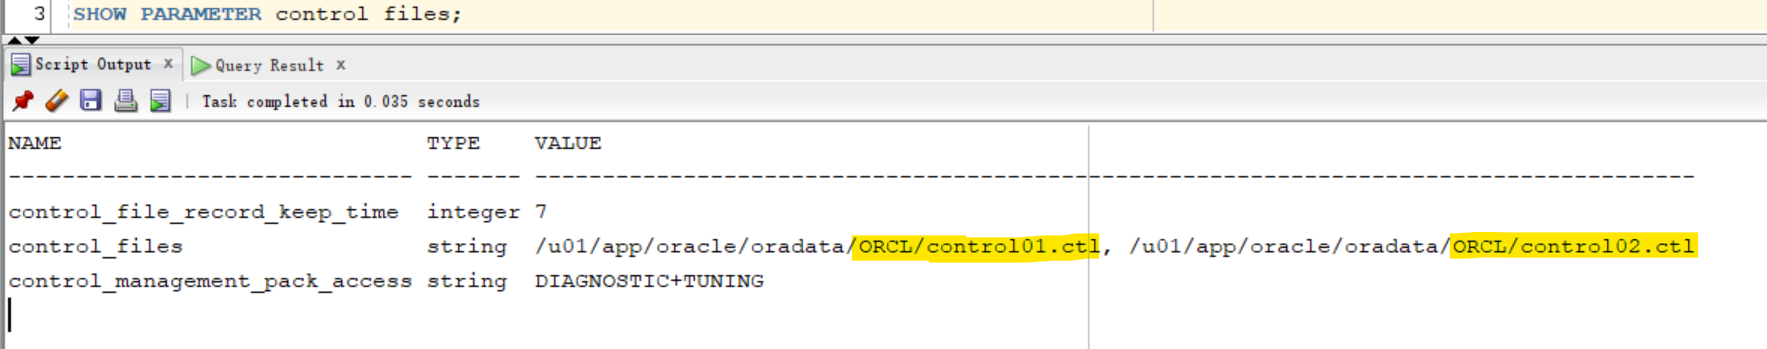 3 SHOW PARAMETER control files;
Script Output x Query Result x
Task completed in 0.035 seconds
NAME TYPE VALUE
------------------------------ ------- --------------------------------------------------------------------------------------
control_file_record_keep_time integer 7
control_files string /u01/app/oracle/oradata/ORCL/control01.ctl, /u01/app/oracle/oradata/ORCL/control02.ctl
control_management_pack_access string DIAGNOSTIC+TUNING